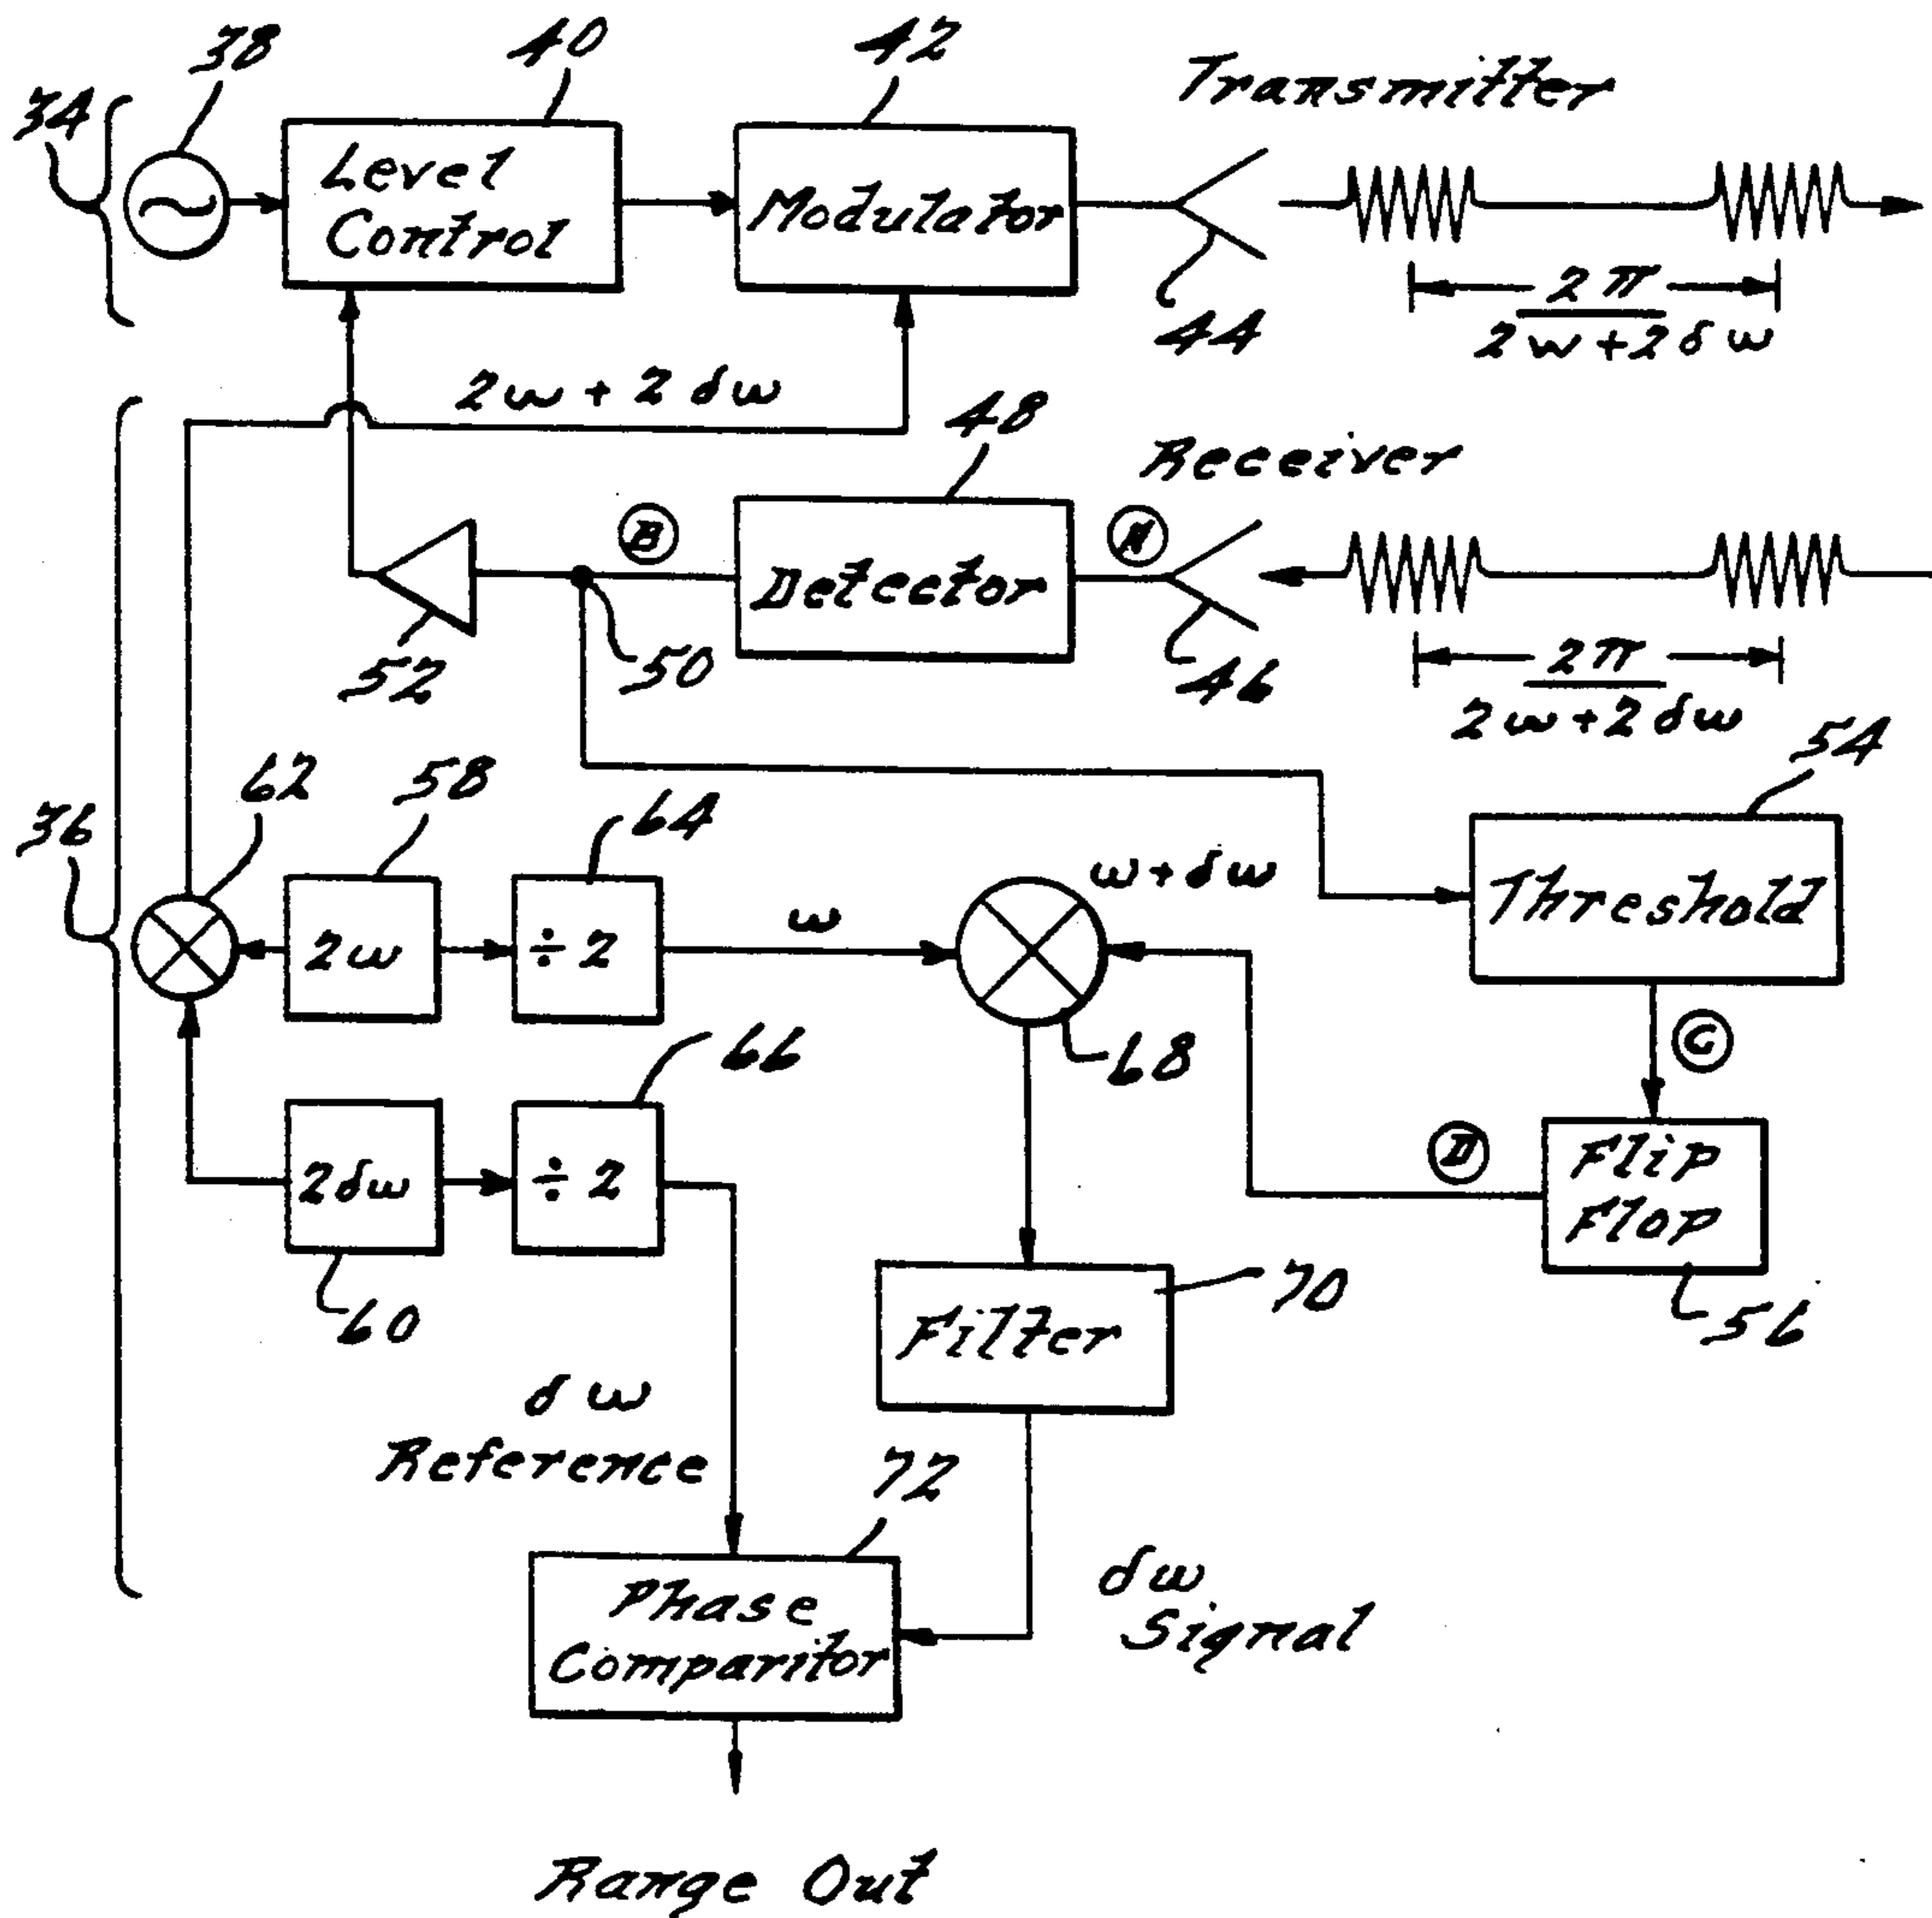 38
40
42
Transmitter
34
Level
Control
Modulator
44
2π
2w+2δw
2w + 2δw
48
Receiver
B
Detector
52
50
46
2π
2w+2δw
54
62
58
64
36
w+δw
Threshold
2w
÷2
w
66
68
2δw
÷2
D
Flip
Flop
60
Filter
70
56
δw
Reference
72
Phase
Comparitor
δw
Signal
Range Out